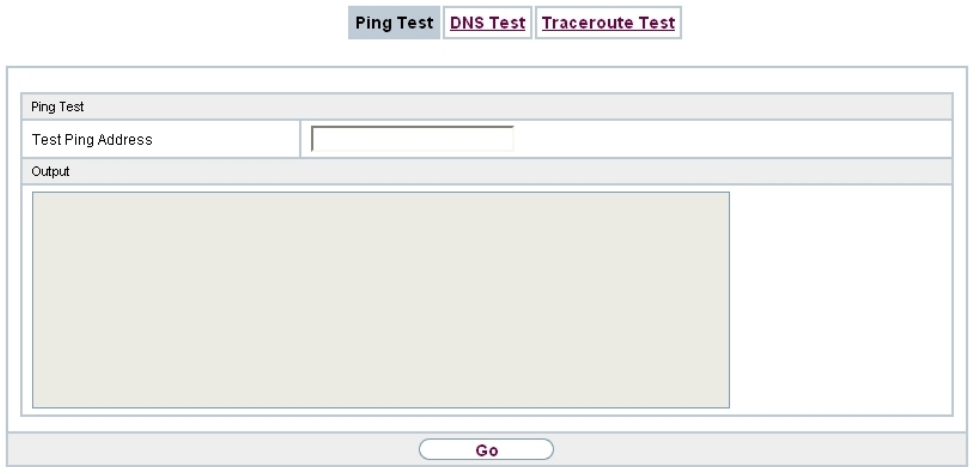 Ping Test DNS Test Traceroute Test
Ping Test
Test Ping Address
Output
Go